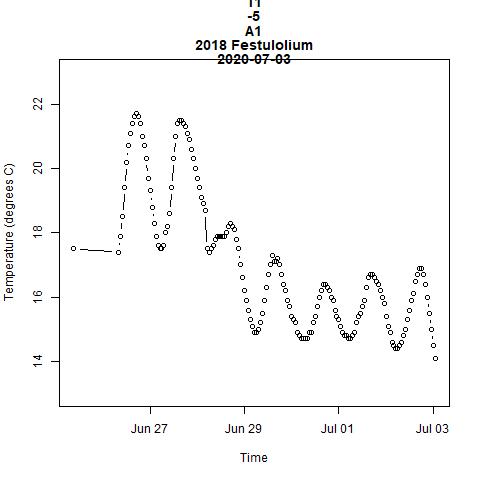 T1
-5
A1
2018 Festulolium
2020-07-03
Temperature (degrees C)
22
20
18
16
14
Jun 27
Jun 29
Jul 01
Jul 03
Time